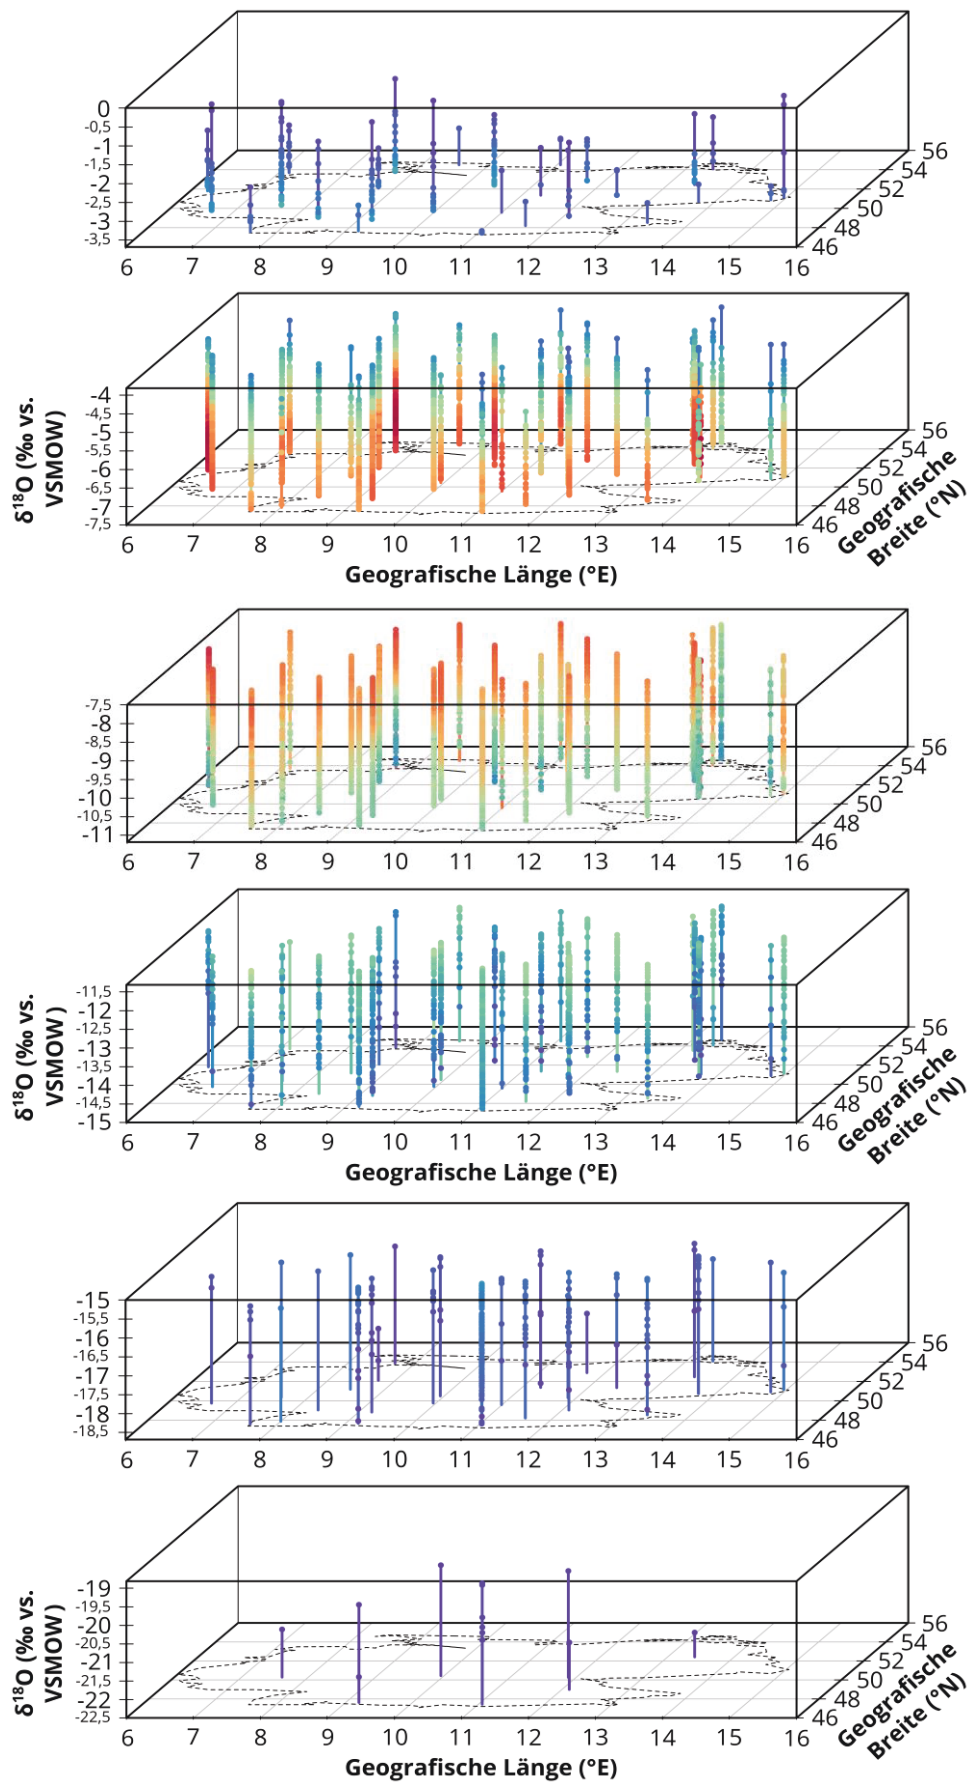 0
-0,5
-1
-1,5
-2
-2,5
-3
-3,5
6 7 8 9 10 11 12 13 14 15 16
46 48 50 52 54 56
δ¹⁸O (‰ vs.
VSMOW)
-4
-4,5
-5
-5,5
-6
-6,5
-7
-7,5
6 7 8 9 10 11 12 13 14 15 16
46 48 50 52 54 56
Geografische Länge (°E)
Geografische
Breite (°N)
-7,5
-8
-8,5
-9
-9,5
-10
-10,5
-11
6 7 8 9 10 11 12 13 14 15 16
46 48 50 52 54 56
δ¹⁸O (‰ vs.
VSMOW)
-11,5
-12
-12,5
-13
-13,5
-14
-14,5
-15
6 7 8 9 10 11 12 13 14 15 16
46 48 50 52 54 56
Geografische Länge (°E)
Geografische
Breite (°N)
-15
-15,5
-16
-16,5
-17
-17,5
-18
-18,5
6 7 8 9 10 11 12 13 14 15 16
46 48 50 52 54 56
δ¹⁸O (‰ vs.
VSMOW)
-19
-19,5
-20
-20,5
-21
-21,5
-22
-22,5
6 7 8 9 10 11 12 13 14 15 16
46 48 50 52 54 56
Geografische Länge (°E)
Geografische
Breite (°N)